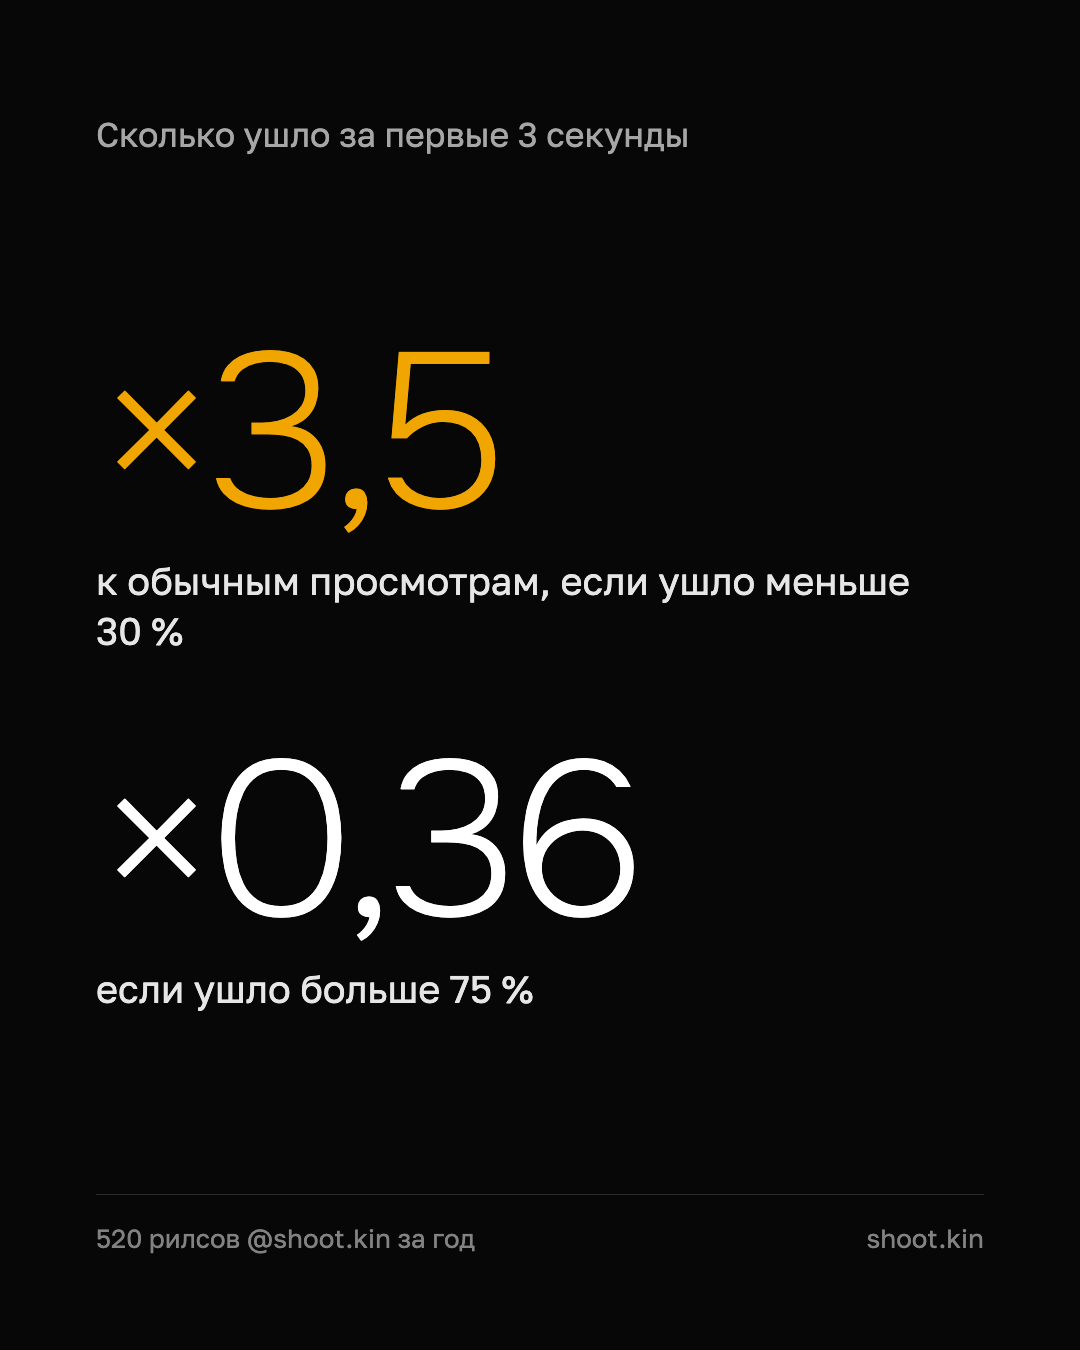 Сколько ушло за первые 3 секунды
×3,5
к обычным просмотрам, если ушло меньше
30 %
×0,36
если ушло больше 75 %
520 рилсов @shoot.kin за год
shoot.kin